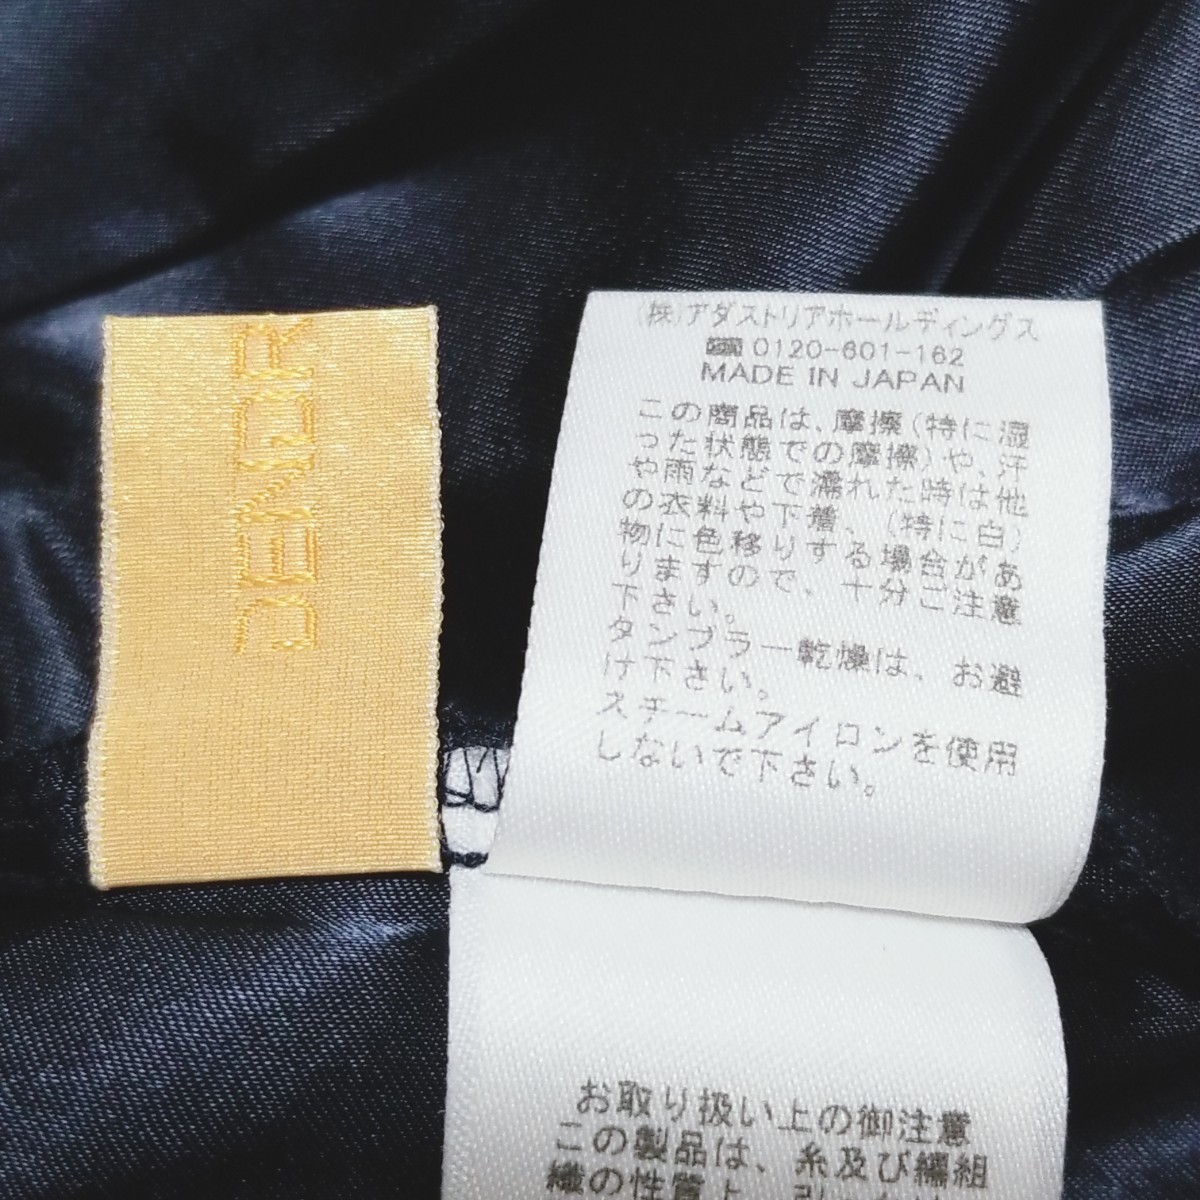 (株)アダストリアホールディングス
0120-601-162
MADE IN JAPAN
この商品は、摩擦(特に湿
った状態での摩擦)や、汗
や雨などで濡れた時は他
の衣料や下着、(特に白)
物に色移りする場合があ
りますので、十分ご注意
下さい。
タンブラー乾燥は、お避
け下さい。
スチームアイロンを使用
しないで下さい。
お取り扱い上の御注意
この製品は、糸及び編組
織の性質上、引っ